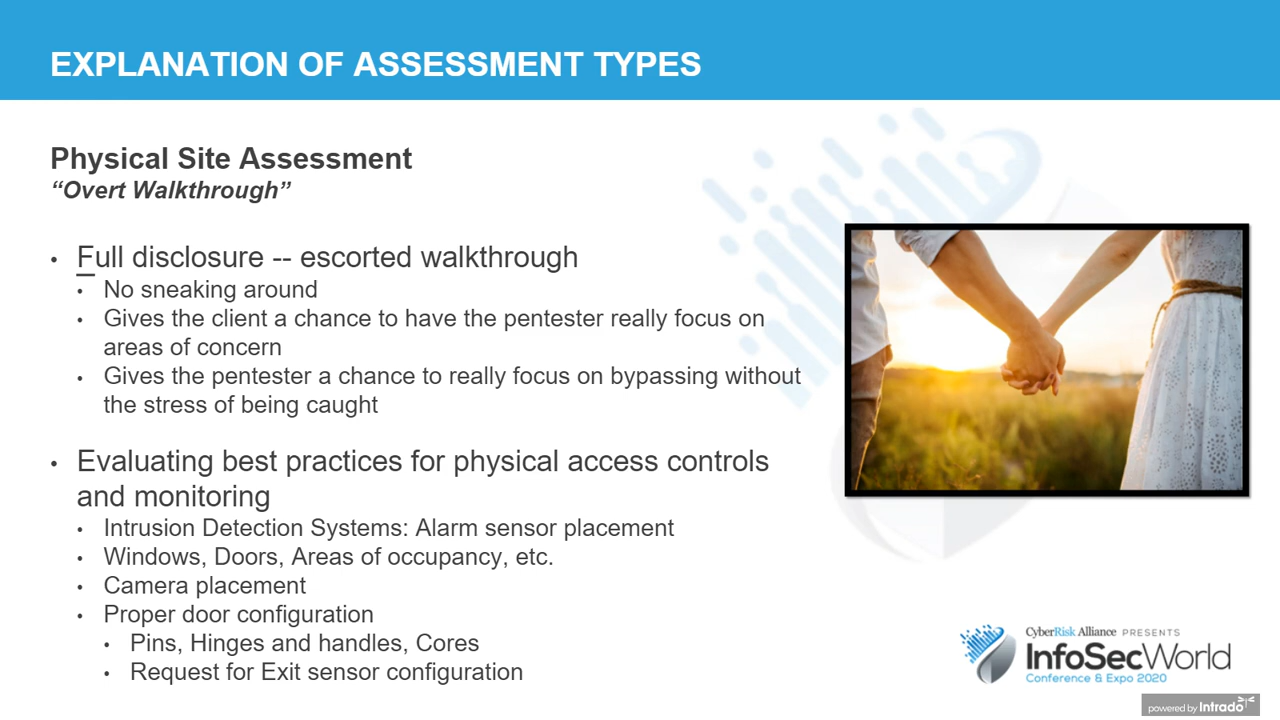 EXPLANATION OF ASSESSMENT TYPES
Physical Site Assessment
“Overt Walkthrough”
• Full disclosure -- escorted walkthrough
• No sneaking around
• Gives the client a chance to have the pentester really focus on
areas of concern
• Gives the pentester a chance to really focus on bypassing without
the stress of being caught
• Evaluating best practices for physical access controls
and monitoring
• Intrusion Detection Systems: Alarm sensor placement
• Windows, Doors, Areas of occupancy, etc.
• Camera placement
• Proper door configuration
• Pins, Hinges and handles, Cores
• Request for Exit sensor configuration
CyberRisk Alliance PRESENTS
InfoSecWorld
Conference & Expo 2020
powered by Intrado